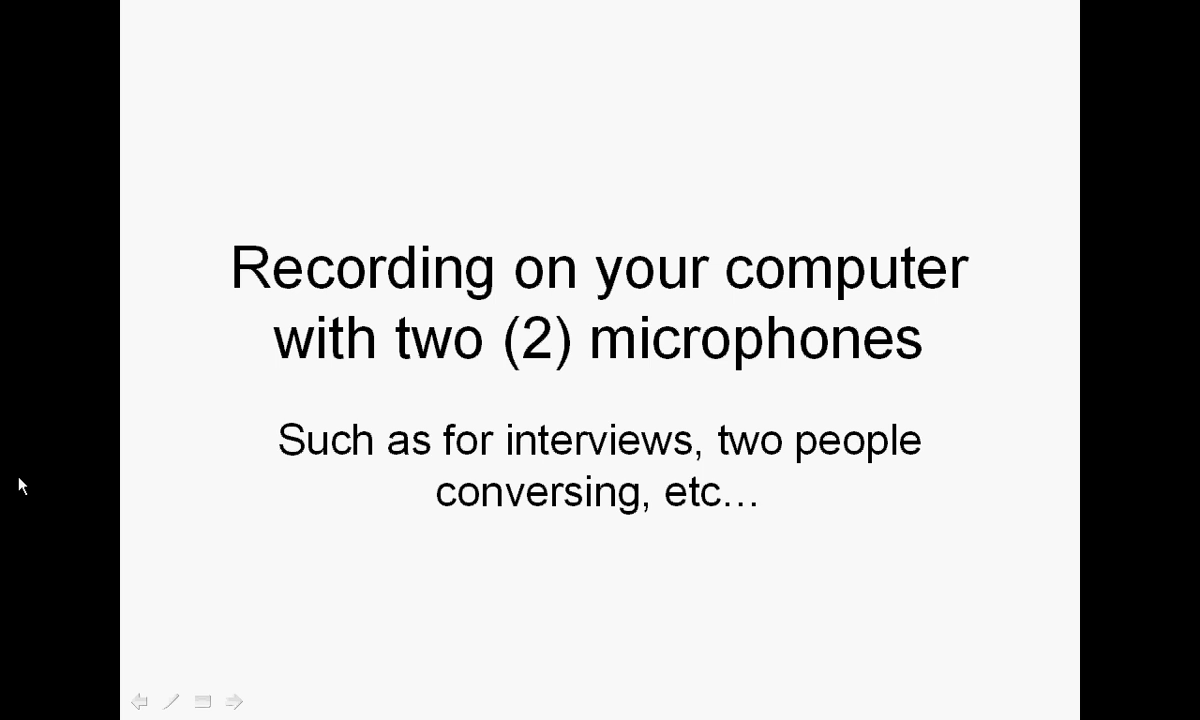 Recording on your computer
with two (2) microphones
Such as for interviews, two people
conversing, etc…